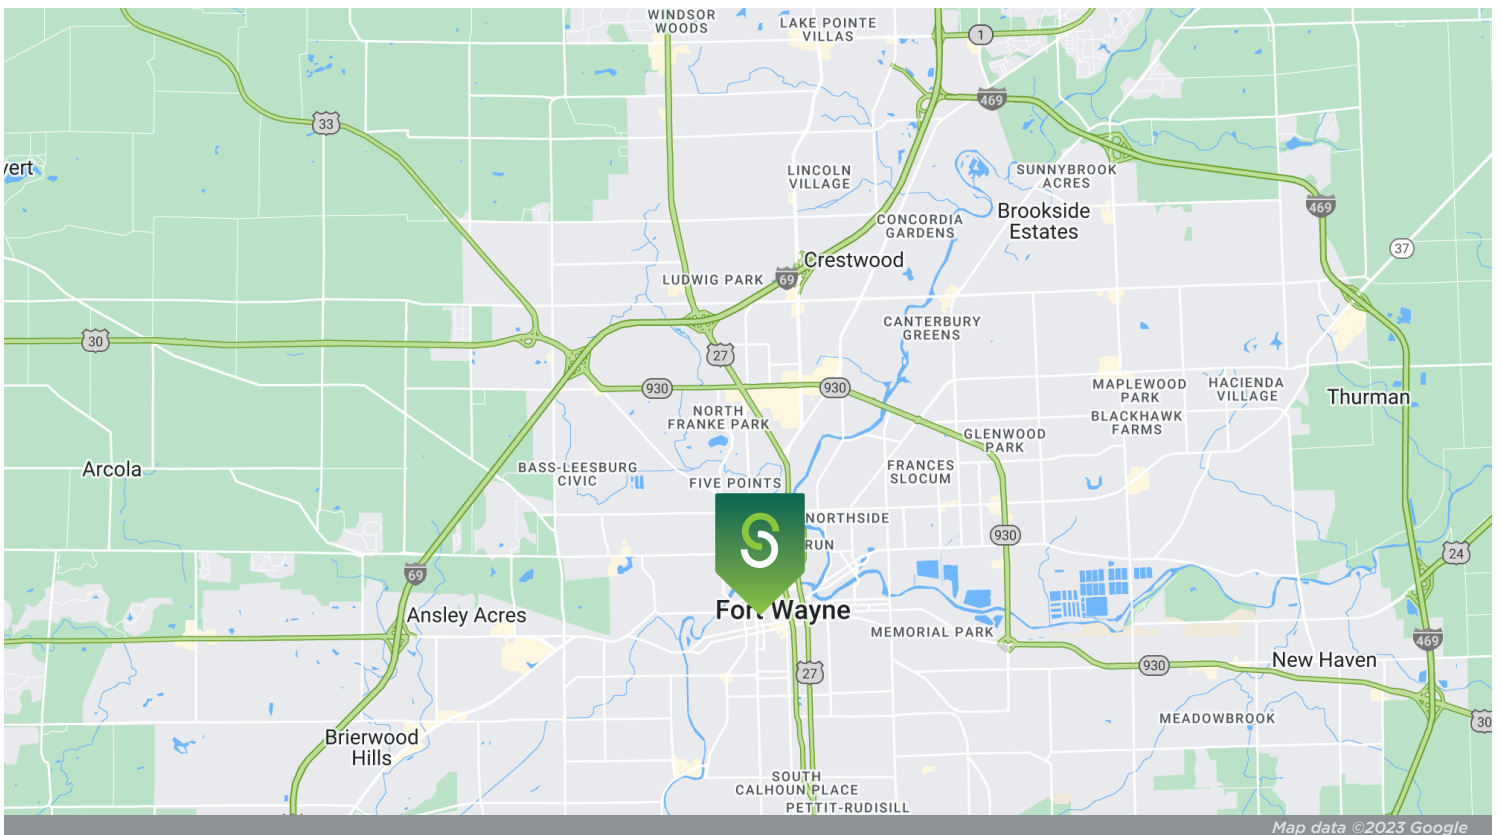 WINDSOR
WOODS
LAKE POINTE
VILLAS
1
469
33
vert
LINCOLN
VILLAGE
SUNNYBROOK
ACRES
469
Brookside
Estates
CONCORDIA
GARDENS
37
Crestwood
LUDWIG PARK
69
CANTERBURY
GREENS
30
27
930
930
MAPLEWOOD
PARK
HACIENDA
VILLAGE
Thurman
NORTH
FRANKE PARK
BLACKHAWK
FARMS
GLENWOOD
PARK
Arcola
BASS-LEESBURG
CIVIC
FRANCES
SLOCUM
FIVE POINTS
NORTHSIDE
930
RUN
24
69
Fort Wayne
Ansley Acres
MEMORIAL PARK
469
930
New Haven
27
MEADOWBROOK
30
Brierwood
Hills
SOUTH
CALHOUN PLACE
PETTIT-RUDISILL
Map data ©2023 Google